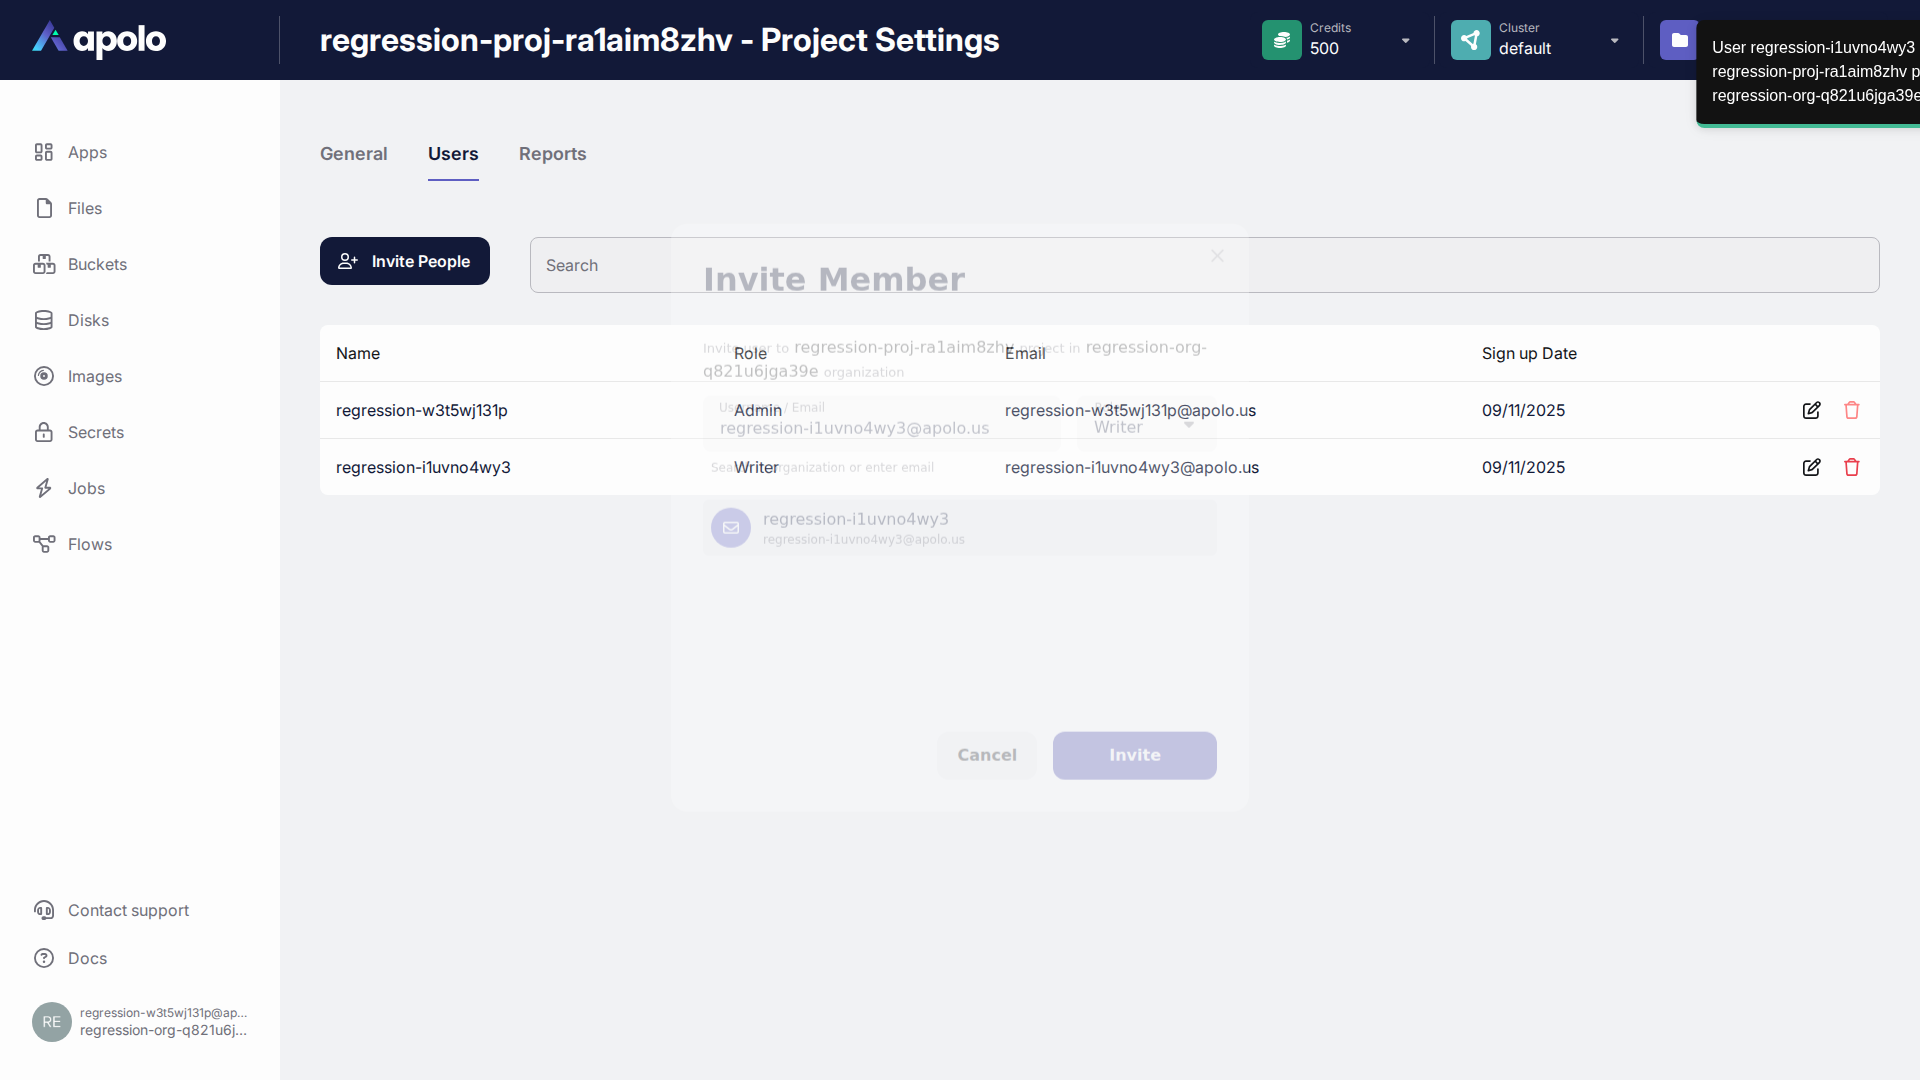 apolo
regression-proj-ra1aim8zhv - Project Settings
Credits
500
Cluster
default
User regression-i1uvno4wy3
regression-proj-ra1aim8zhv p
regression-org-q821u6jga39e
Apps
Files
Buckets
Disks
Images
Secrets
Jobs
Flows
Contact support
Docs
RE
regression-w3t5wj131p@ap...
regression-org-q821u6j...
General Users Reports
Invite People
Search
Name Role Email Sign up Date
regression-w3t5wj131p Admin regression-w3t5wj131p@apolo.us 09/11/2025
regression-i1uvno4wy3 Writer regression-i1uvno4wy3@apolo.us 09/11/2025
Invite Member
Invite user to regression-proj-ra1aim8zhv project in regression-org-
q821u6jga39e organization
Username / Email
regression-i1uvno4wy3@apolo.us
Writer
organization or enter email
regression-i1uvno4wy3
regression-i1uvno4wy3@apolo.us
Cancel
Invite